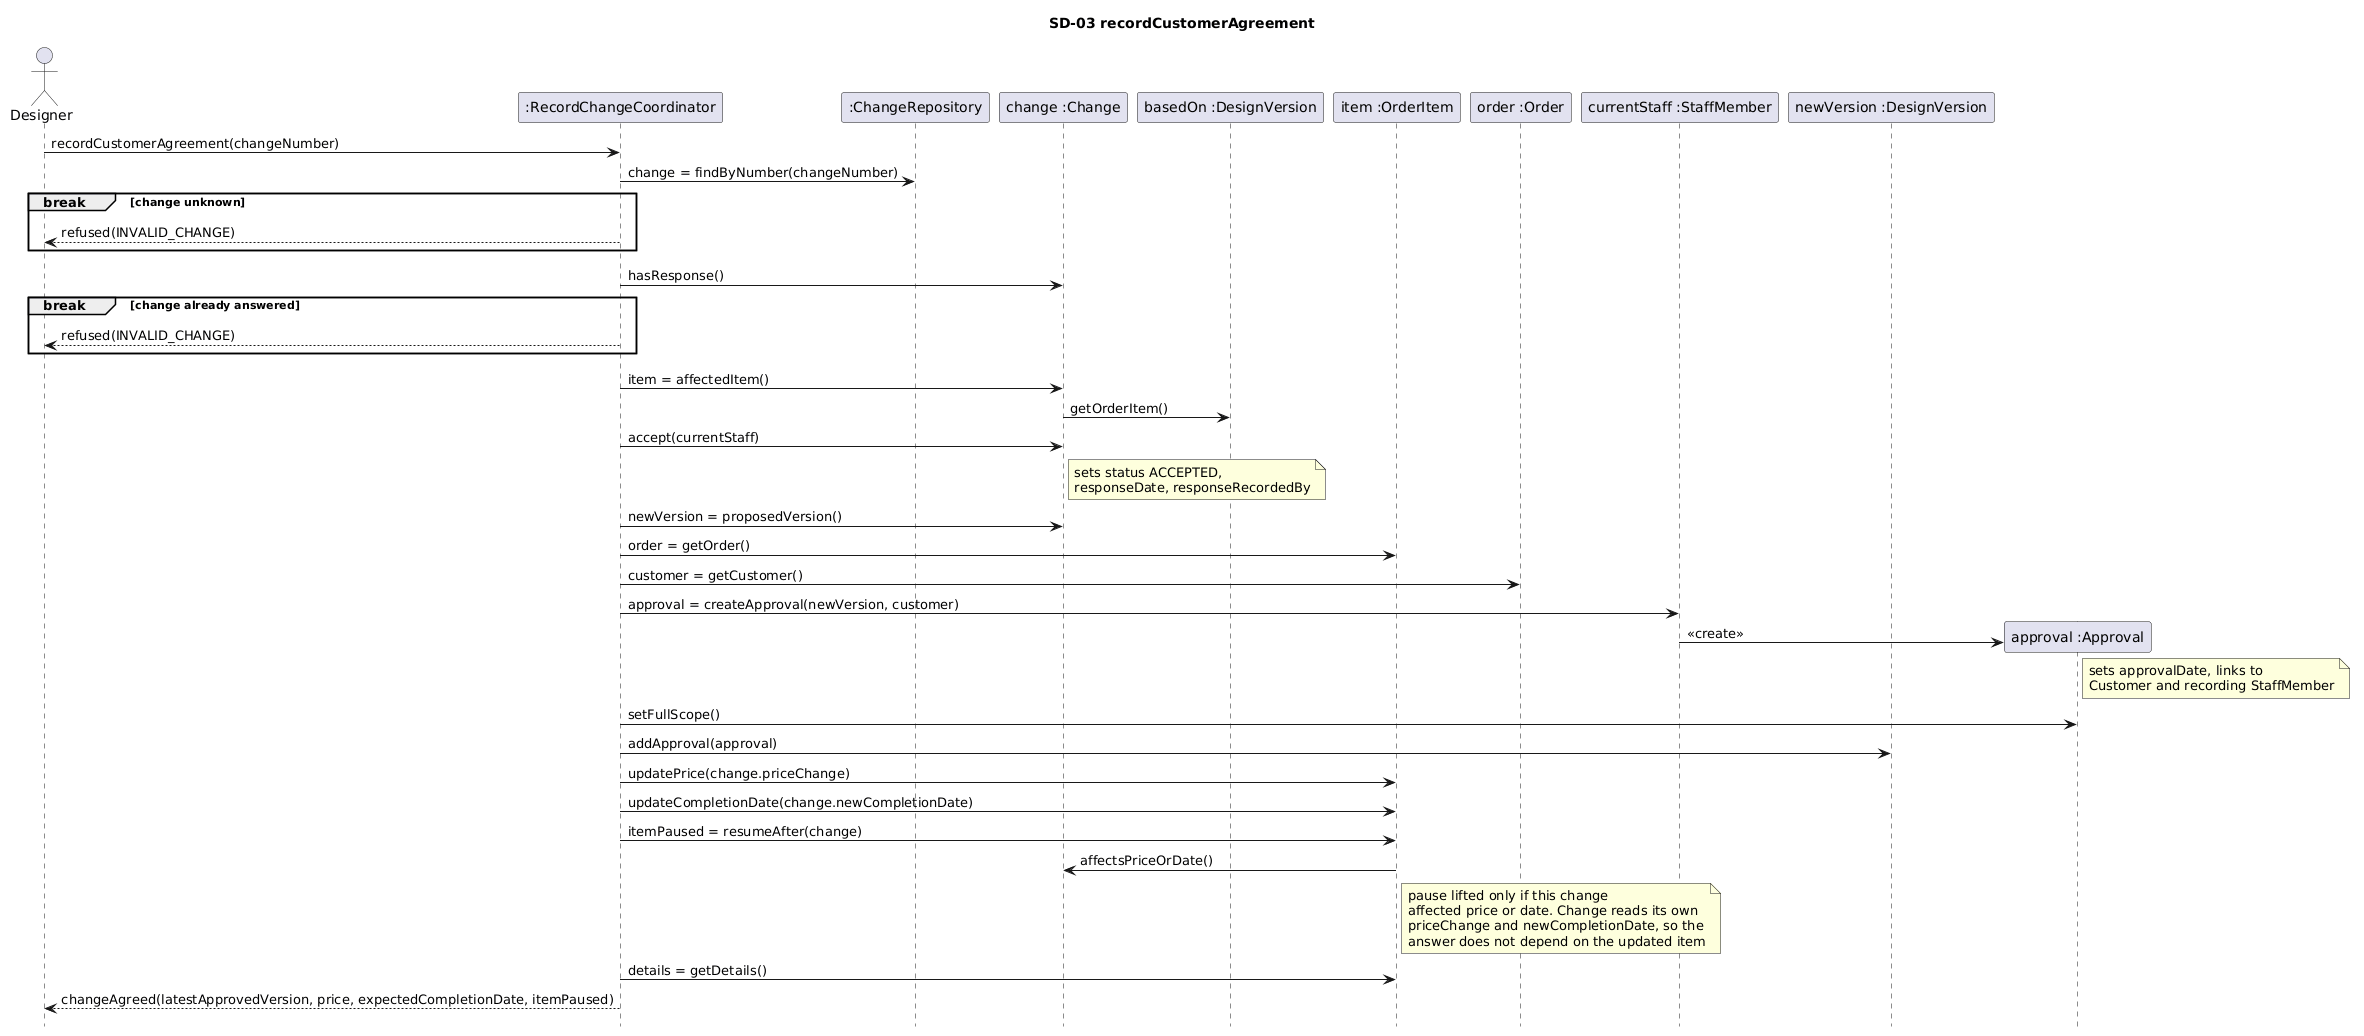 SD-03 recordCustomerAgreement
Designer
:RecordChangeCoordinator
:ChangeRepository
change :Change
basedOn :DesignVersion
item :OrderItem
order :Order
currentStaff :StaffMember
newVersion :DesignVersion
recordCustomerAgreement(changeNumber)
change = findByNumber(changeNumber)
break [change unknown]
refused(INVALID_CHANGE)
hasResponse()
break [change already answered]
refused(INVALID_CHANGE)
item = affectedItem()
getOrderItem()
accept(currentStaff)
sets status ACCEPTED,
responseDate, responseRecordedBy
newVersion = proposedVersion()
order = getOrder()
customer = getCustomer()
approval = createApproval(newVersion, customer)
«create»
approval :Approval
sets approvalDate, links to
Customer and recording StaffMember
setFullScope()
addApproval(approval)
updatePrice(change.priceChange)
updateCompletionDate(change.newCompletionDate)
itemPaused = resumeAfter(change)
affectsPriceOrDate()
pause lifted only if this change
affected price or date. Change reads its own
priceChange and newCompletionDate, so the
answer does not depend on the updated item
details = getDetails()
changeAgreed(latestApprovedVersion, price, expectedCompletionDate, itemPaused)